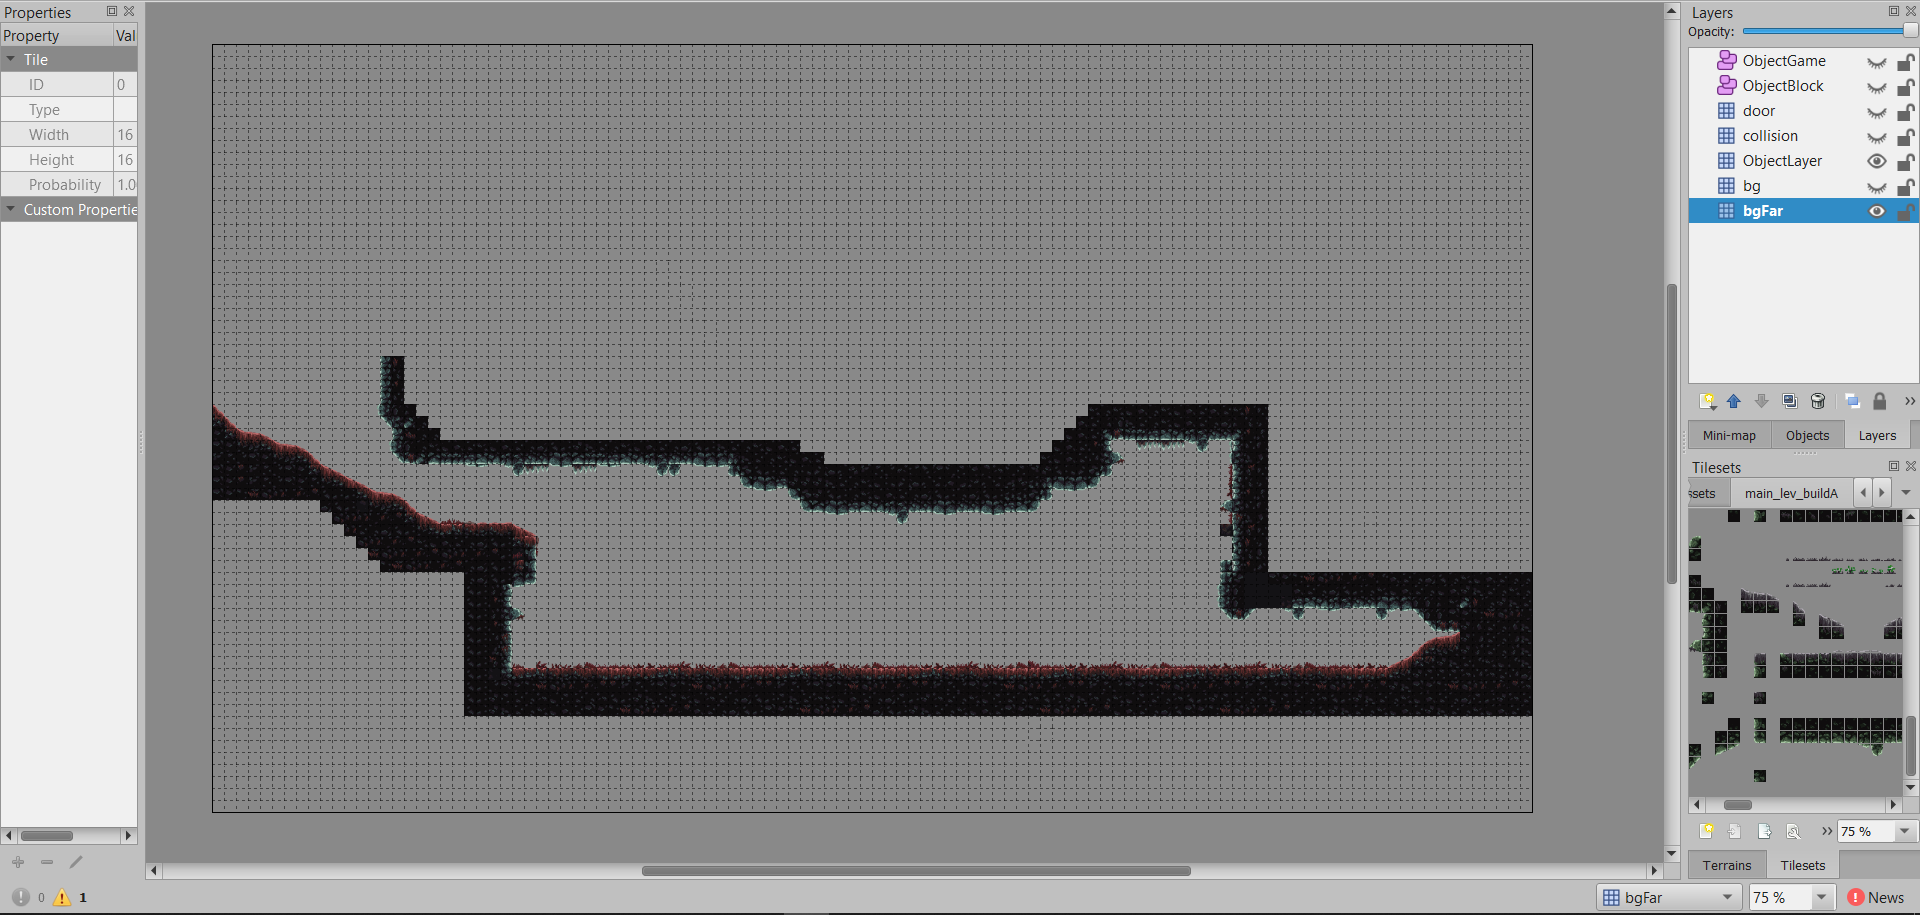 Properties
Property Val
Tile
ID 0
Type
Width 16
Height 16
Probability 1.0
Custom Propertie
0 1
Layers
Opacity:
ObjectGame
ObjectBlock
door
collision
ObjectLayer
bg
bgFar
Mini-map Objects Layers
Tilesets
ssets main_lev_buildA
75 %
Terrains Tilesets
bgFar 75 % News